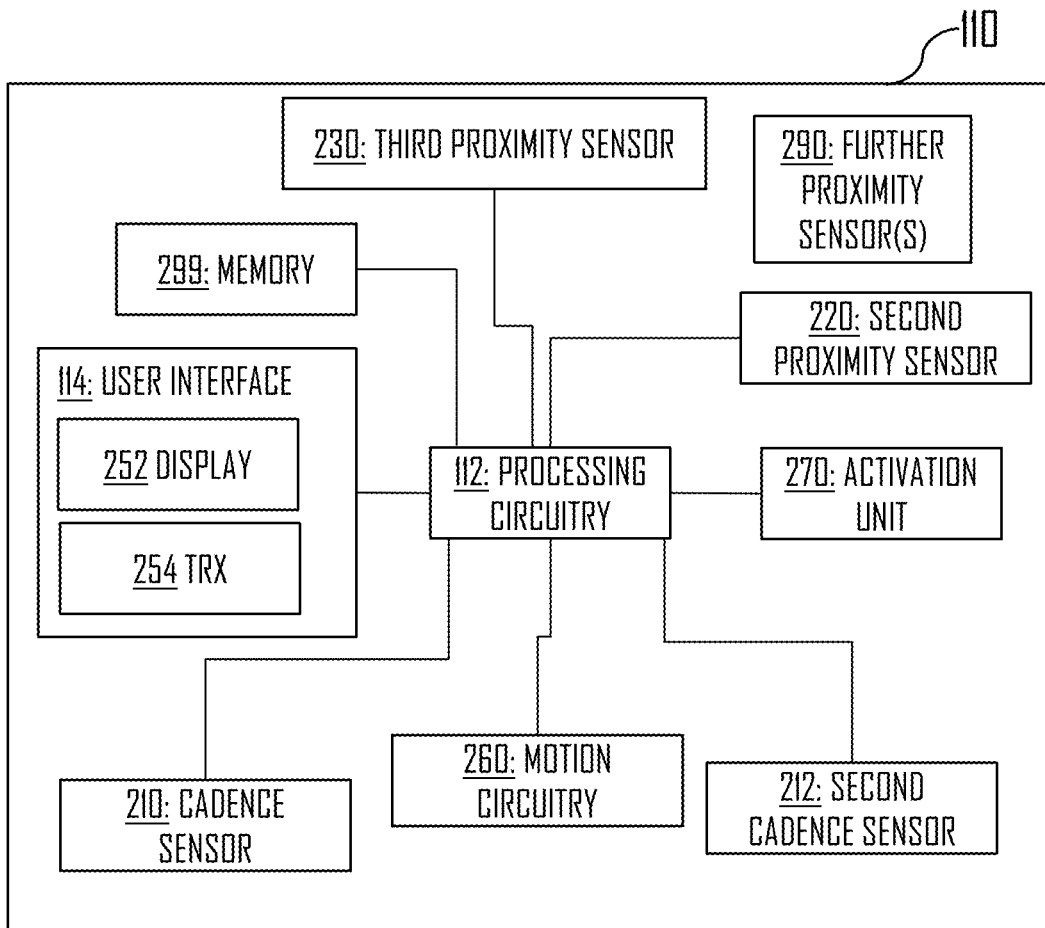 110
230: THIRD PROXIMITY SENSOR
290: FURTHER
PROXIMITY
SENSOR(S)
299: MEMORY
220: SECOND
PROXIMITY SENSOR
114: USER INTERFACE
252 DISPLAY
254 TRX
112: PROCESSING
CIRCUITRY
270: ACTIVATION
UNIT
210: CADENCE
SENSOR
260: MOTION
CIRCUITRY
212: SECOND
CADENCE SENSOR